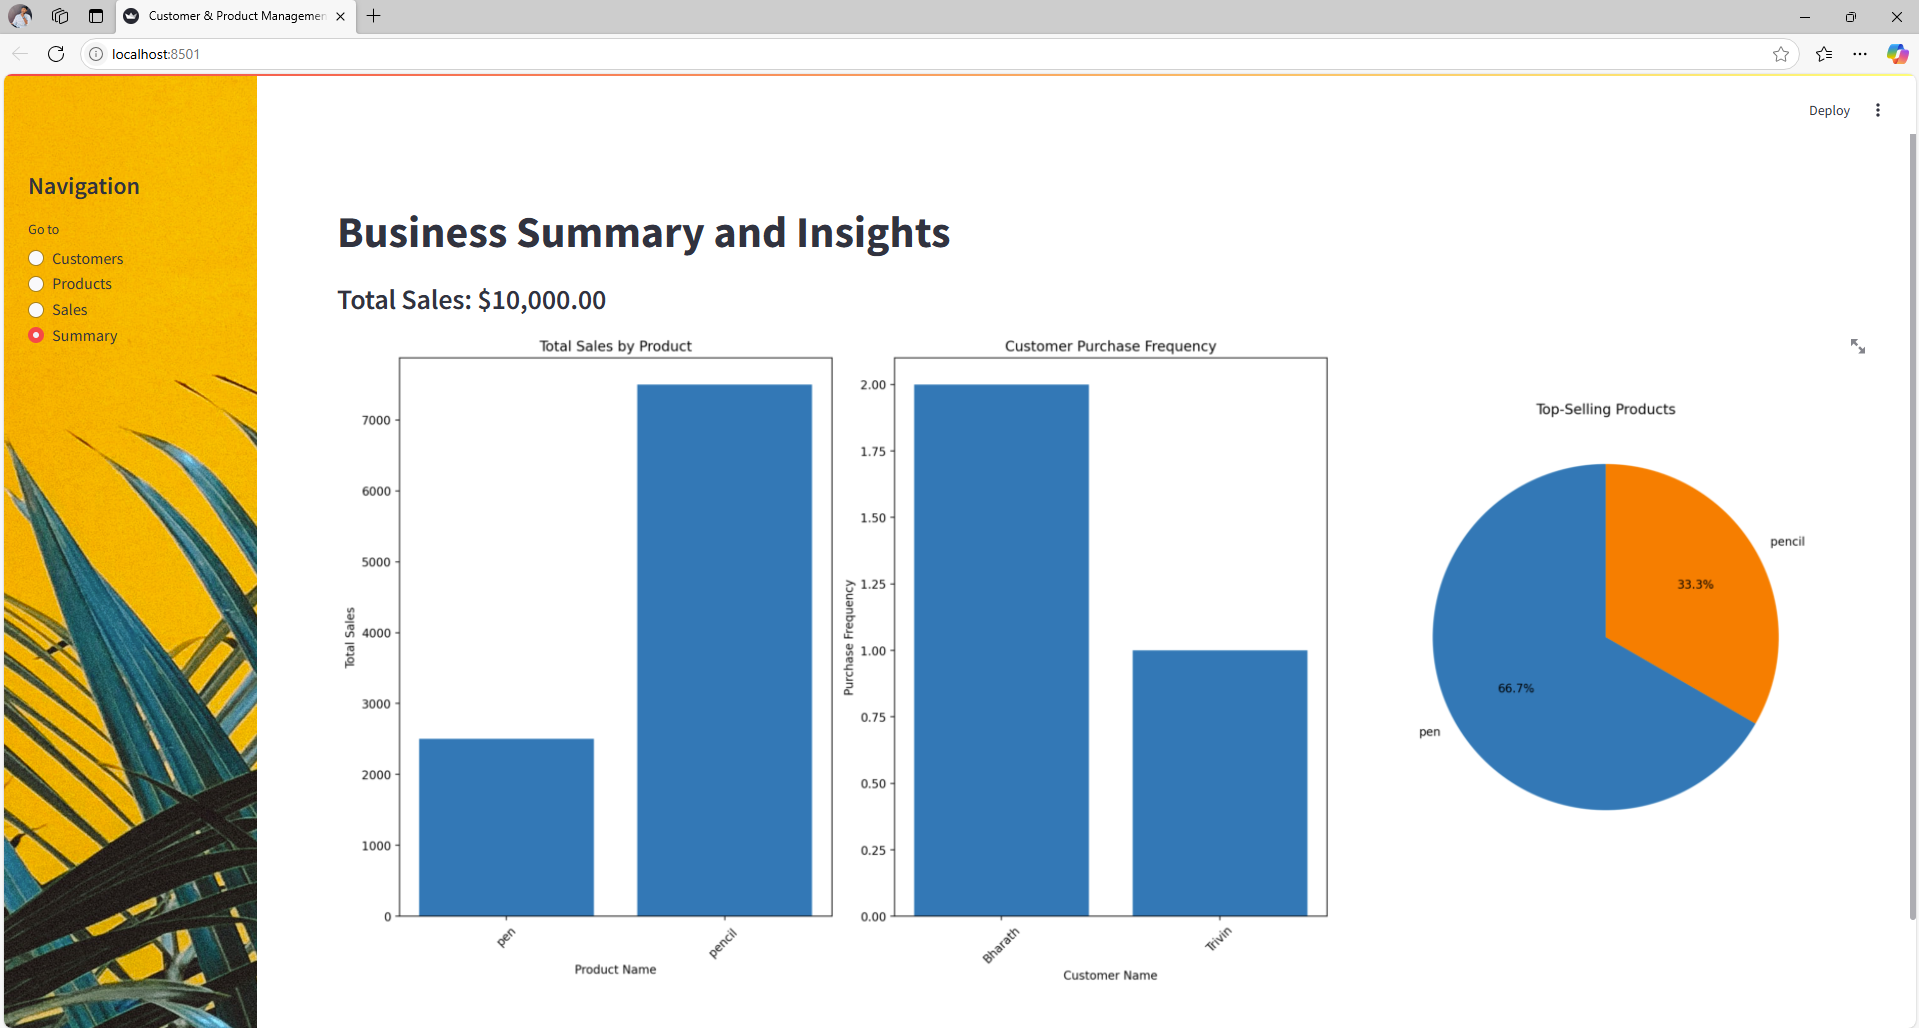 Customer & Product Managemen
localhost:8501
Deploy
Navigation
Go to
Customers
Products
Sales
Summary
Business Summary and Insights
Total Sales: $10,000.00
Total Sales by Product
Total Sales
7000
6000
5000
4000
3000
2000
1000
0
pen
pencil
Product Name
Customer Purchase Frequency
Purchase Frequency
2.00
1.75
1.50
1.25
1.00
0.75
0.50
0.25
0.00
Bharath
Trivin
Customer Name
Top-Selling Products
pencil
33.3%
66.7%
pen